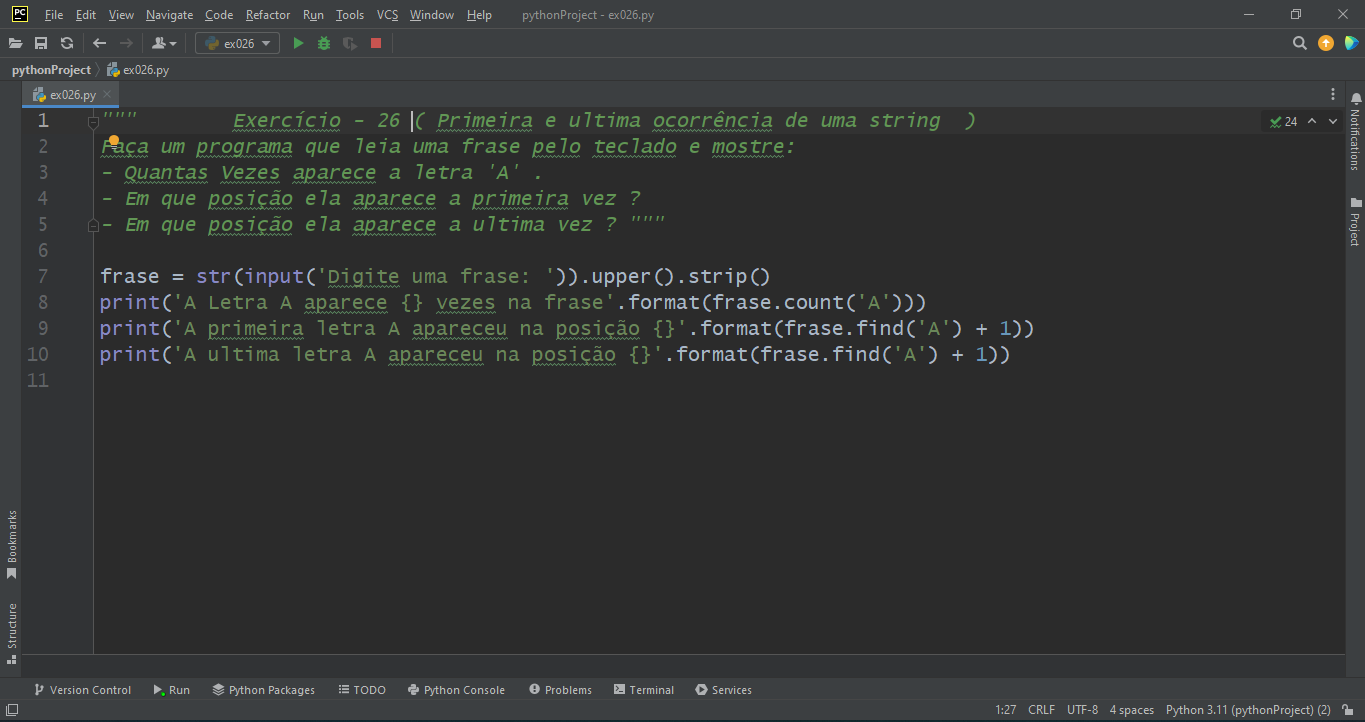 PC File Edit View Navigate Code Refactor Run Tools VCS Window Help pythonProject - ex026.py
ex026
pythonProject ex026.py
ex026.py
1 """ Exercício - 26 ( Primeira e ultima ocorrência de uma string )
24
2 Faça um programa que leia uma frase pelo teclado e mostre:
3 - Quantas Vezes aparece a letra 'A' .
4 - Em que posição ela aparece a primeira vez ?
5 - Em que posição ela aparece a ultima vez ? """
6
7 frase = str(input('Digite uma frase: ')).upper().strip()
8 print('A Letra A aparece {} vezes na frase'.format(frase.count('A')))
9 print('A primeira letra A apareceu na posição {}'.format(frase.find('A') + 1))
10 print('A ultima letra A apareceu na posição {}'.format(frase.find('A') + 1))
11
Notifications
Project
Bookmarks
Structure
Version Control Run Python Packages TODO Python Console Problems Terminal Services
1:27 CRLF UTF-8 4 spaces Python 3.11 (pythonProject) (2)